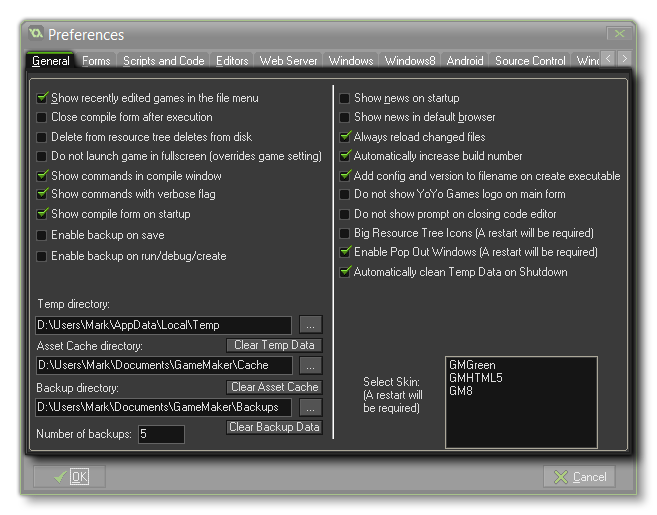 Preferences
General Forms Scripts and Code Editors Web Server Windows Windows8 Android Source Control
Show recently edited games in the file menu
Close compile form after execution
Delete from resource tree deletes from disk
Do not launch game in fullscreen (overrides game setting)
Show commands in compile window
Show commands with verbose flag
Show compile form on startup
Enable backup on save
Enable backup on run/debug/create
Temp directory:
D:\Users\Mark\AppData\Local\Temp
...
Asset Cache directory:
Clear Temp Data
D:\Users\Mark\Documents\GameMaker\Cache
...
Backup directory:
Clear Asset Cache
D:\Users\Mark\Documents\GameMaker\Backups
...
Number of backups: 5
Clear Backup Data
Show news on startup
Show news in default browser
Always reload changed files
Automatically increase build number
Add config and version to filename on create executable
Do not show YoYo Games logo on main form
Do not show prompt on closing code editor
Big Resource Tree Icons (A restart will be required)
Enable Pop Out Windows (A restart will be required)
Automatically clean Temp Data on Shutdown
Select Skin:
(A restart will
be required)
GMGreen
GMHTML5
GM8
OK
Cancel